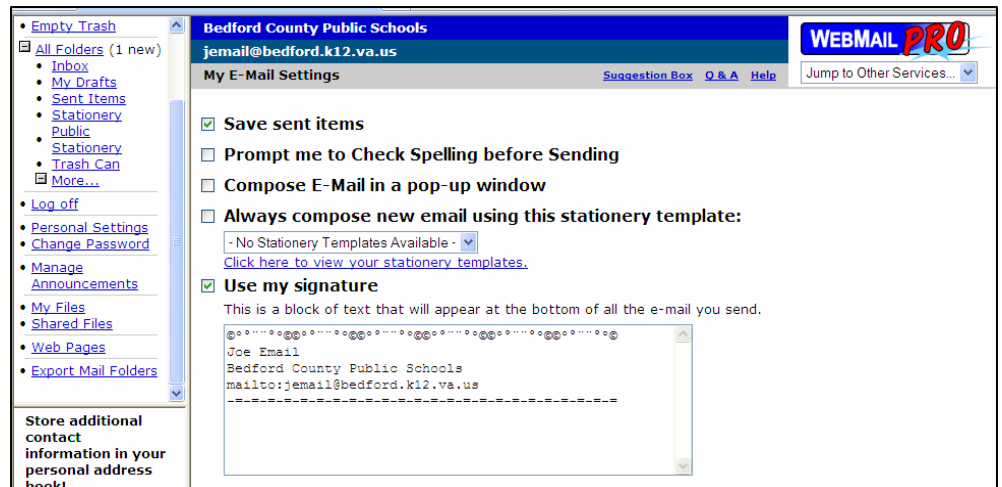 Empty Trash
All Folders (1 new)
Inbox
My Drafts
Sent Items
Stationery
Public
Stationery
Trash Can
More...
Log off
Personal Settings
Change Password
Manage
Announcements
My Files
Shared Files
Web Pages
Export Mail Folders
Store additional
contact
information in your
personal address
book!
Bedford County Public Schools
jemail@bedford.k12.va.us
My E-Mail Settings
Suggestion Box Q & A Help
WEBMAIL PRO
Jump to Other Services...
Save sent items
Prompt me to Check Spelling before Sending
Compose E-Mail in a pop-up window
Always compose new email using this stationery template:
- No Stationery Templates Available -
Click here to view your stationery templates.
Use my signature
This is a block of text that will appear at the bottom of all the e-mail you send.
©°°¨¨°°©©°°¨¨°°©©°°¨¨°°©©°°¨¨°°©©°°¨¨°°©
Joe Email
Bedford County Public Schools
mailto:jemail@bedford.k12.va.us
-=-=-=-=-=-=-=-=-=-=-=-=-=-=-=-=-=-=-=-=-=-=